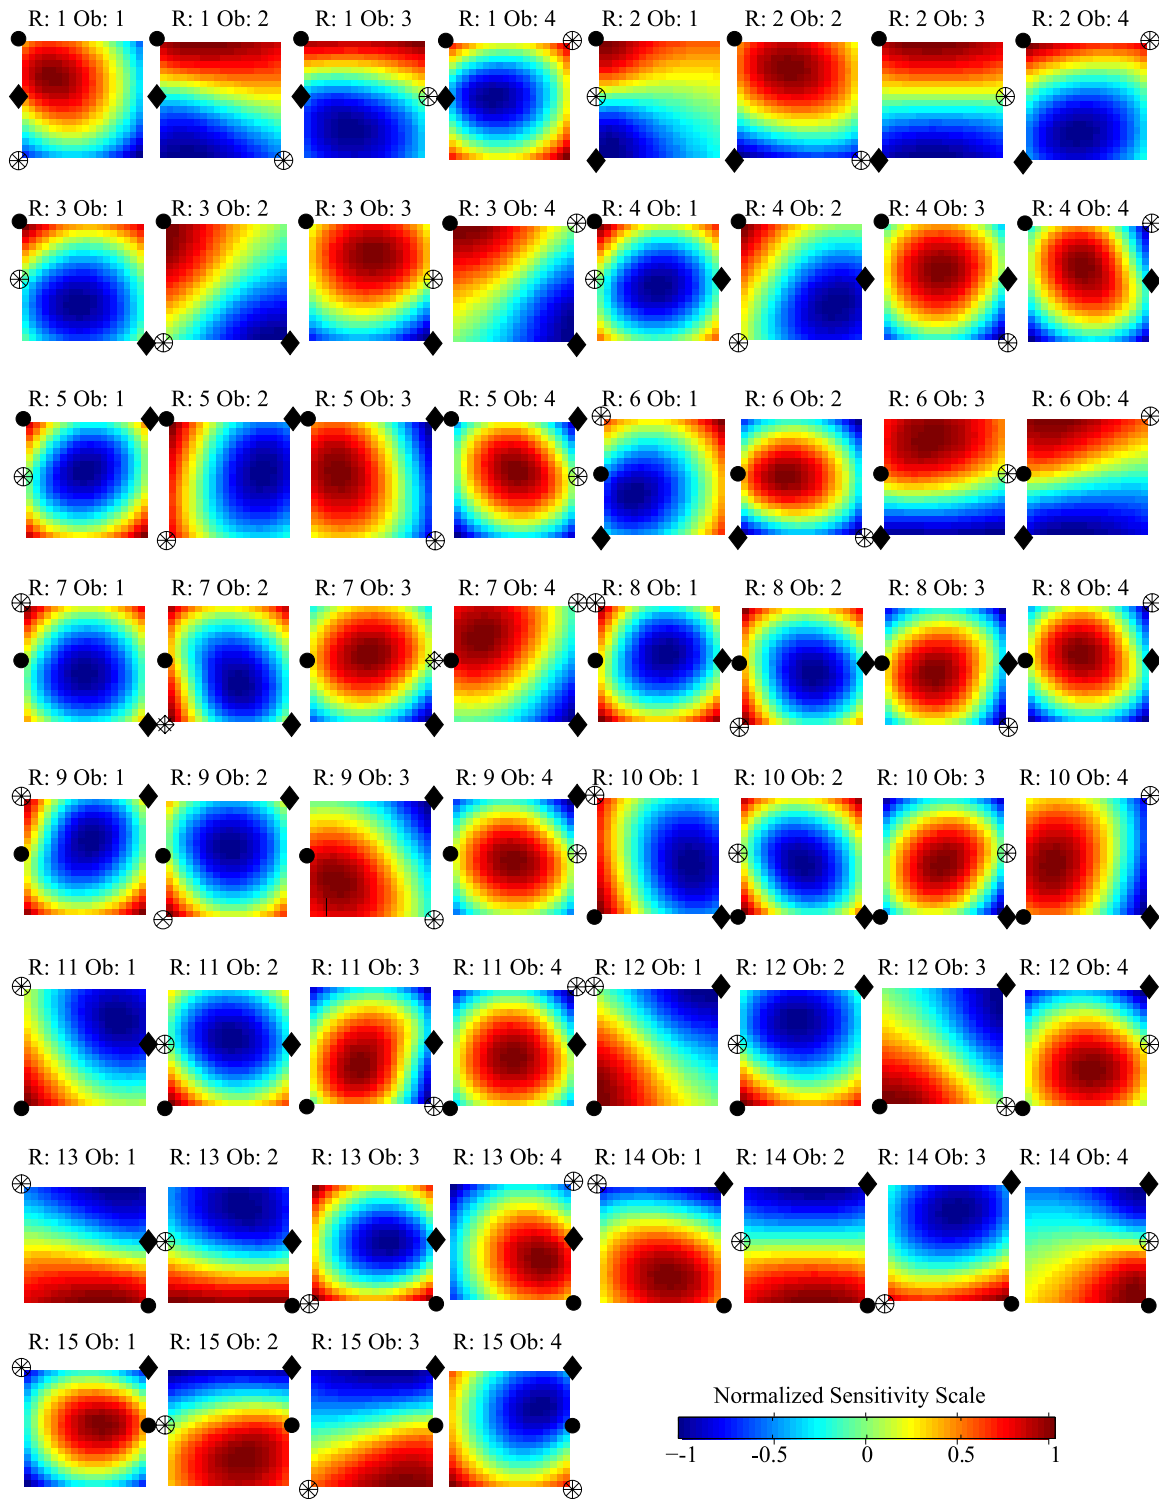 R: 1 Ob: 1 R: 1 Ob: 2 R: 1 Ob: 3 R: 1 Ob: 4 R: 2 Ob: 1 R: 2 Ob: 2 R: 2 Ob: 3 R: 2 Ob: 4
R: 3 Ob: 1 R: 3 Ob: 2 R: 3 Ob: 3 R: 3 Ob: 4 R: 4 Ob: 1 R: 4 Ob: 2 R: 4 Ob: 3 R: 4 Ob: 4
R: 5 Ob: 1 R: 5 Ob: 2 R: 5 Ob: 3 R: 5 Ob: 4 R: 6 Ob: 1 R: 6 Ob: 2 R: 6 Ob: 3 R: 6 Ob: 4
R: 7 Ob: 1 R: 7 Ob: 2 R: 7 Ob: 3 R: 7 Ob: 4 R: 8 Ob: 1 R: 8 Ob: 2 R: 8 Ob: 3 R: 8 Ob: 4
R: 9 Ob: 1 R: 9 Ob: 2 R: 9 Ob: 3 R: 9 Ob: 4 R: 10 Ob: 1 R: 10 Ob: 2 R: 10 Ob: 3 R: 10 Ob: 4
R: 11 Ob: 1 R: 11 Ob: 2 R: 11 Ob: 3 R: 11 Ob: 4 R: 12 Ob: 1 R: 12 Ob: 2 R: 12 Ob: 3 R: 12 Ob: 4
R: 13 Ob: 1 R: 13 Ob: 2 R: 13 Ob: 3 R: 13 Ob: 4 R: 14 Ob: 1 R: 14 Ob: 2 R: 14 Ob: 3 R: 14 Ob: 4
R: 15 Ob: 1 R: 15 Ob: 2 R: 15 Ob: 3 R: 15 Ob: 4
Normalized Sensitivity Scale
−-1 -0.5 0 0.5 1